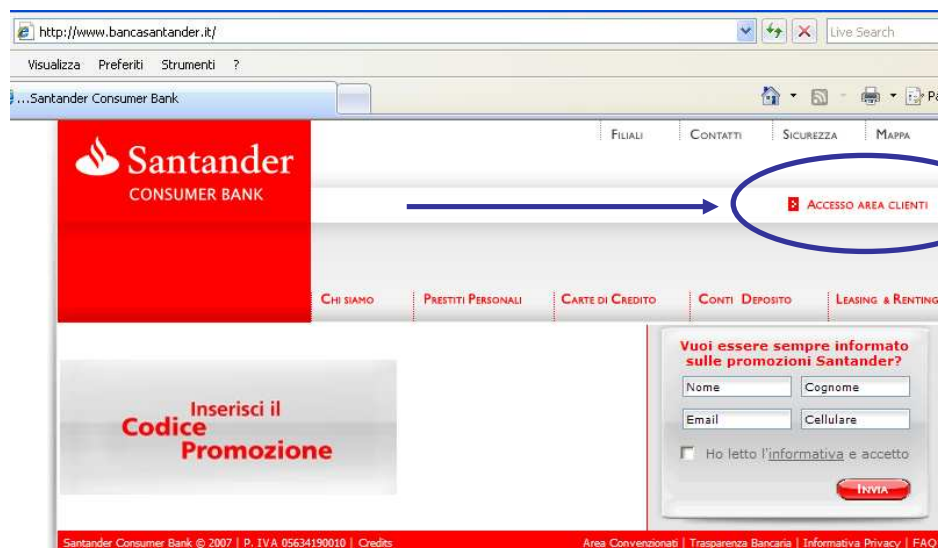 http://www.bancasantander.it/
Live Search
Visualizza Preferiti Strumenti ?
...Santander Consumer Bank
FILIALI CONTATTI SICUREZZA MAPPA
Santander
CONSUMER BANK
ACCESSO AREA CLIENTI
CHI SIAMO PRESTITI PERSONALI CARTE DI CREDITO CONTI DEPOSITO LEASING & RENTING
Vuoi essere sempre informato
sulle promozioni Santander?
Nome Cognome
Email Cellulare
Ho letto l'informativa e accetto
INVIA
Inserisci il
Codice
Promozione
Santander Consumer Bank © 2007 | P. IVA 05634190010 | Credits
Area Convenzionati | Trasparenza Bancaria | Informativa Privacy | FAQ